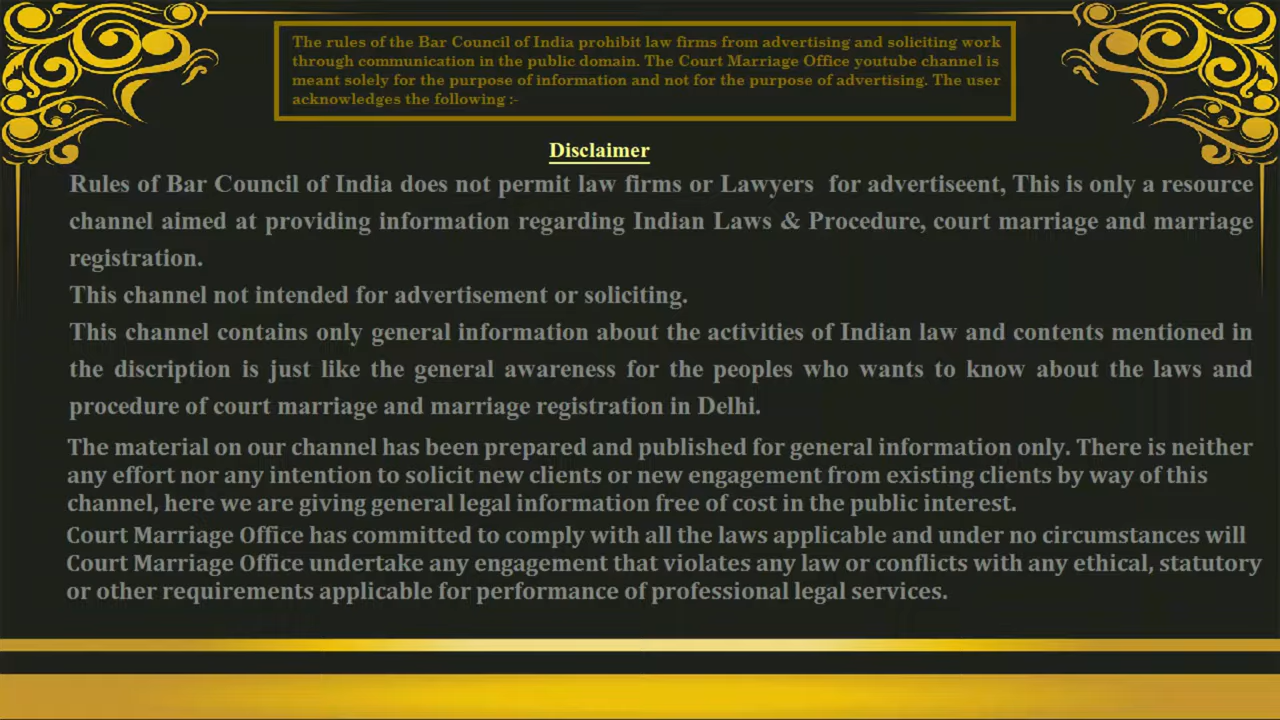 The rules of the Bar Council of India prohibit law firms from advertising and soliciting work
through communication in the public domain. The Court Marriage Office youtube channel is
meant solely for the purpose of information and not for the purpose of advertising. The user
acknowledges the following :-
Disclaimer
Rules of Bar Council of India does not permit law firms or Lawyers  for advertiseent, This is only a resource
channel aimed at providing information regarding Indian Laws & Procedure, court marriage and marriage
registration.
This channel not intended for advertisement or soliciting.
This channel contains only general information about the activities of Indian law and contents mentioned in
the discription is just like the general awareness for the peoples who wants to know about the laws and
procedure of court marriage and marriage registration in Delhi.
The material on our channel has been prepared and published for general information only. There is neither
any effort nor any intention to solicit new clients or new engagement from existing clients by way of this
channel, here we are giving general legal information free of cost in the public interest.
Court Marriage Office has committed to comply with all the laws applicable and under no circumstances will
Court Marriage Office undertake any engagement that violates any law or conflicts with any ethical, statutory
or other requirements applicable for performance of professional legal services.